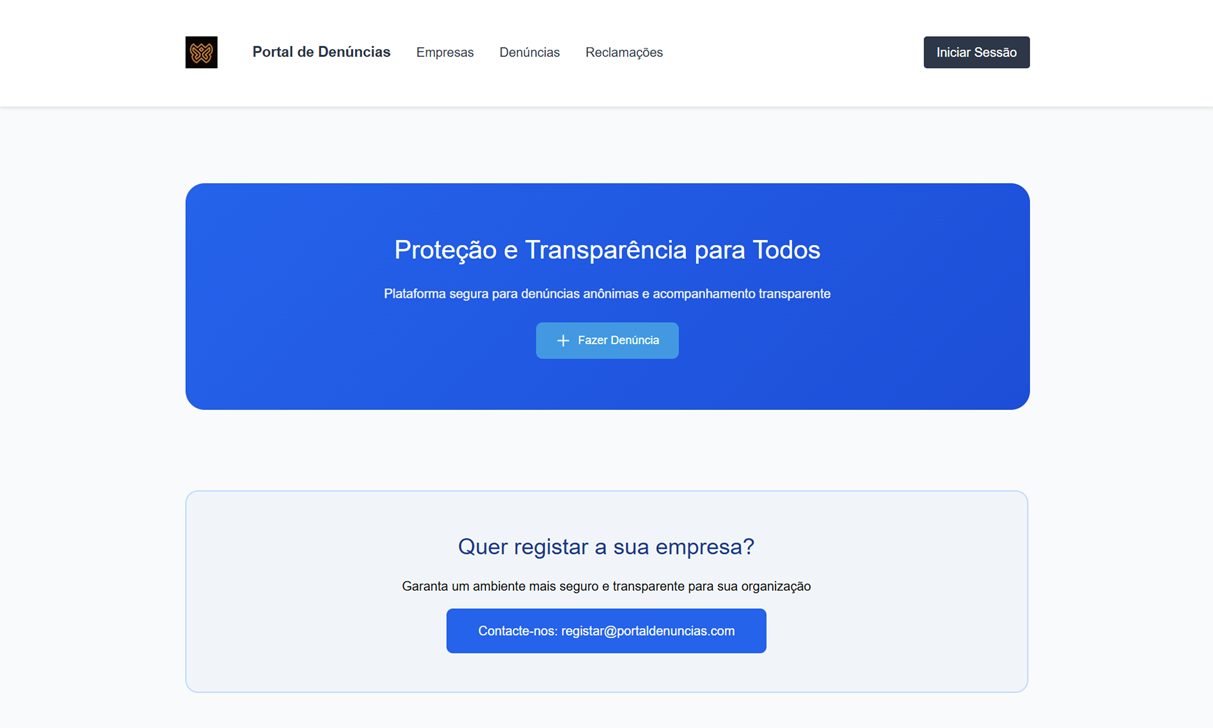 Portal de Denúncias
Empresas
Denúncias
Reclamações
Iniciar Sessão
Proteção e Transparência para Todos
Plataforma segura para denúncias anônimas e acompanhamento transparente
Fazer Denúncia
Quer registar a sua empresa?
Garanta um ambiente mais seguro e transparente para sua organização
Contacte-nos: registar@portaldenuncias.com